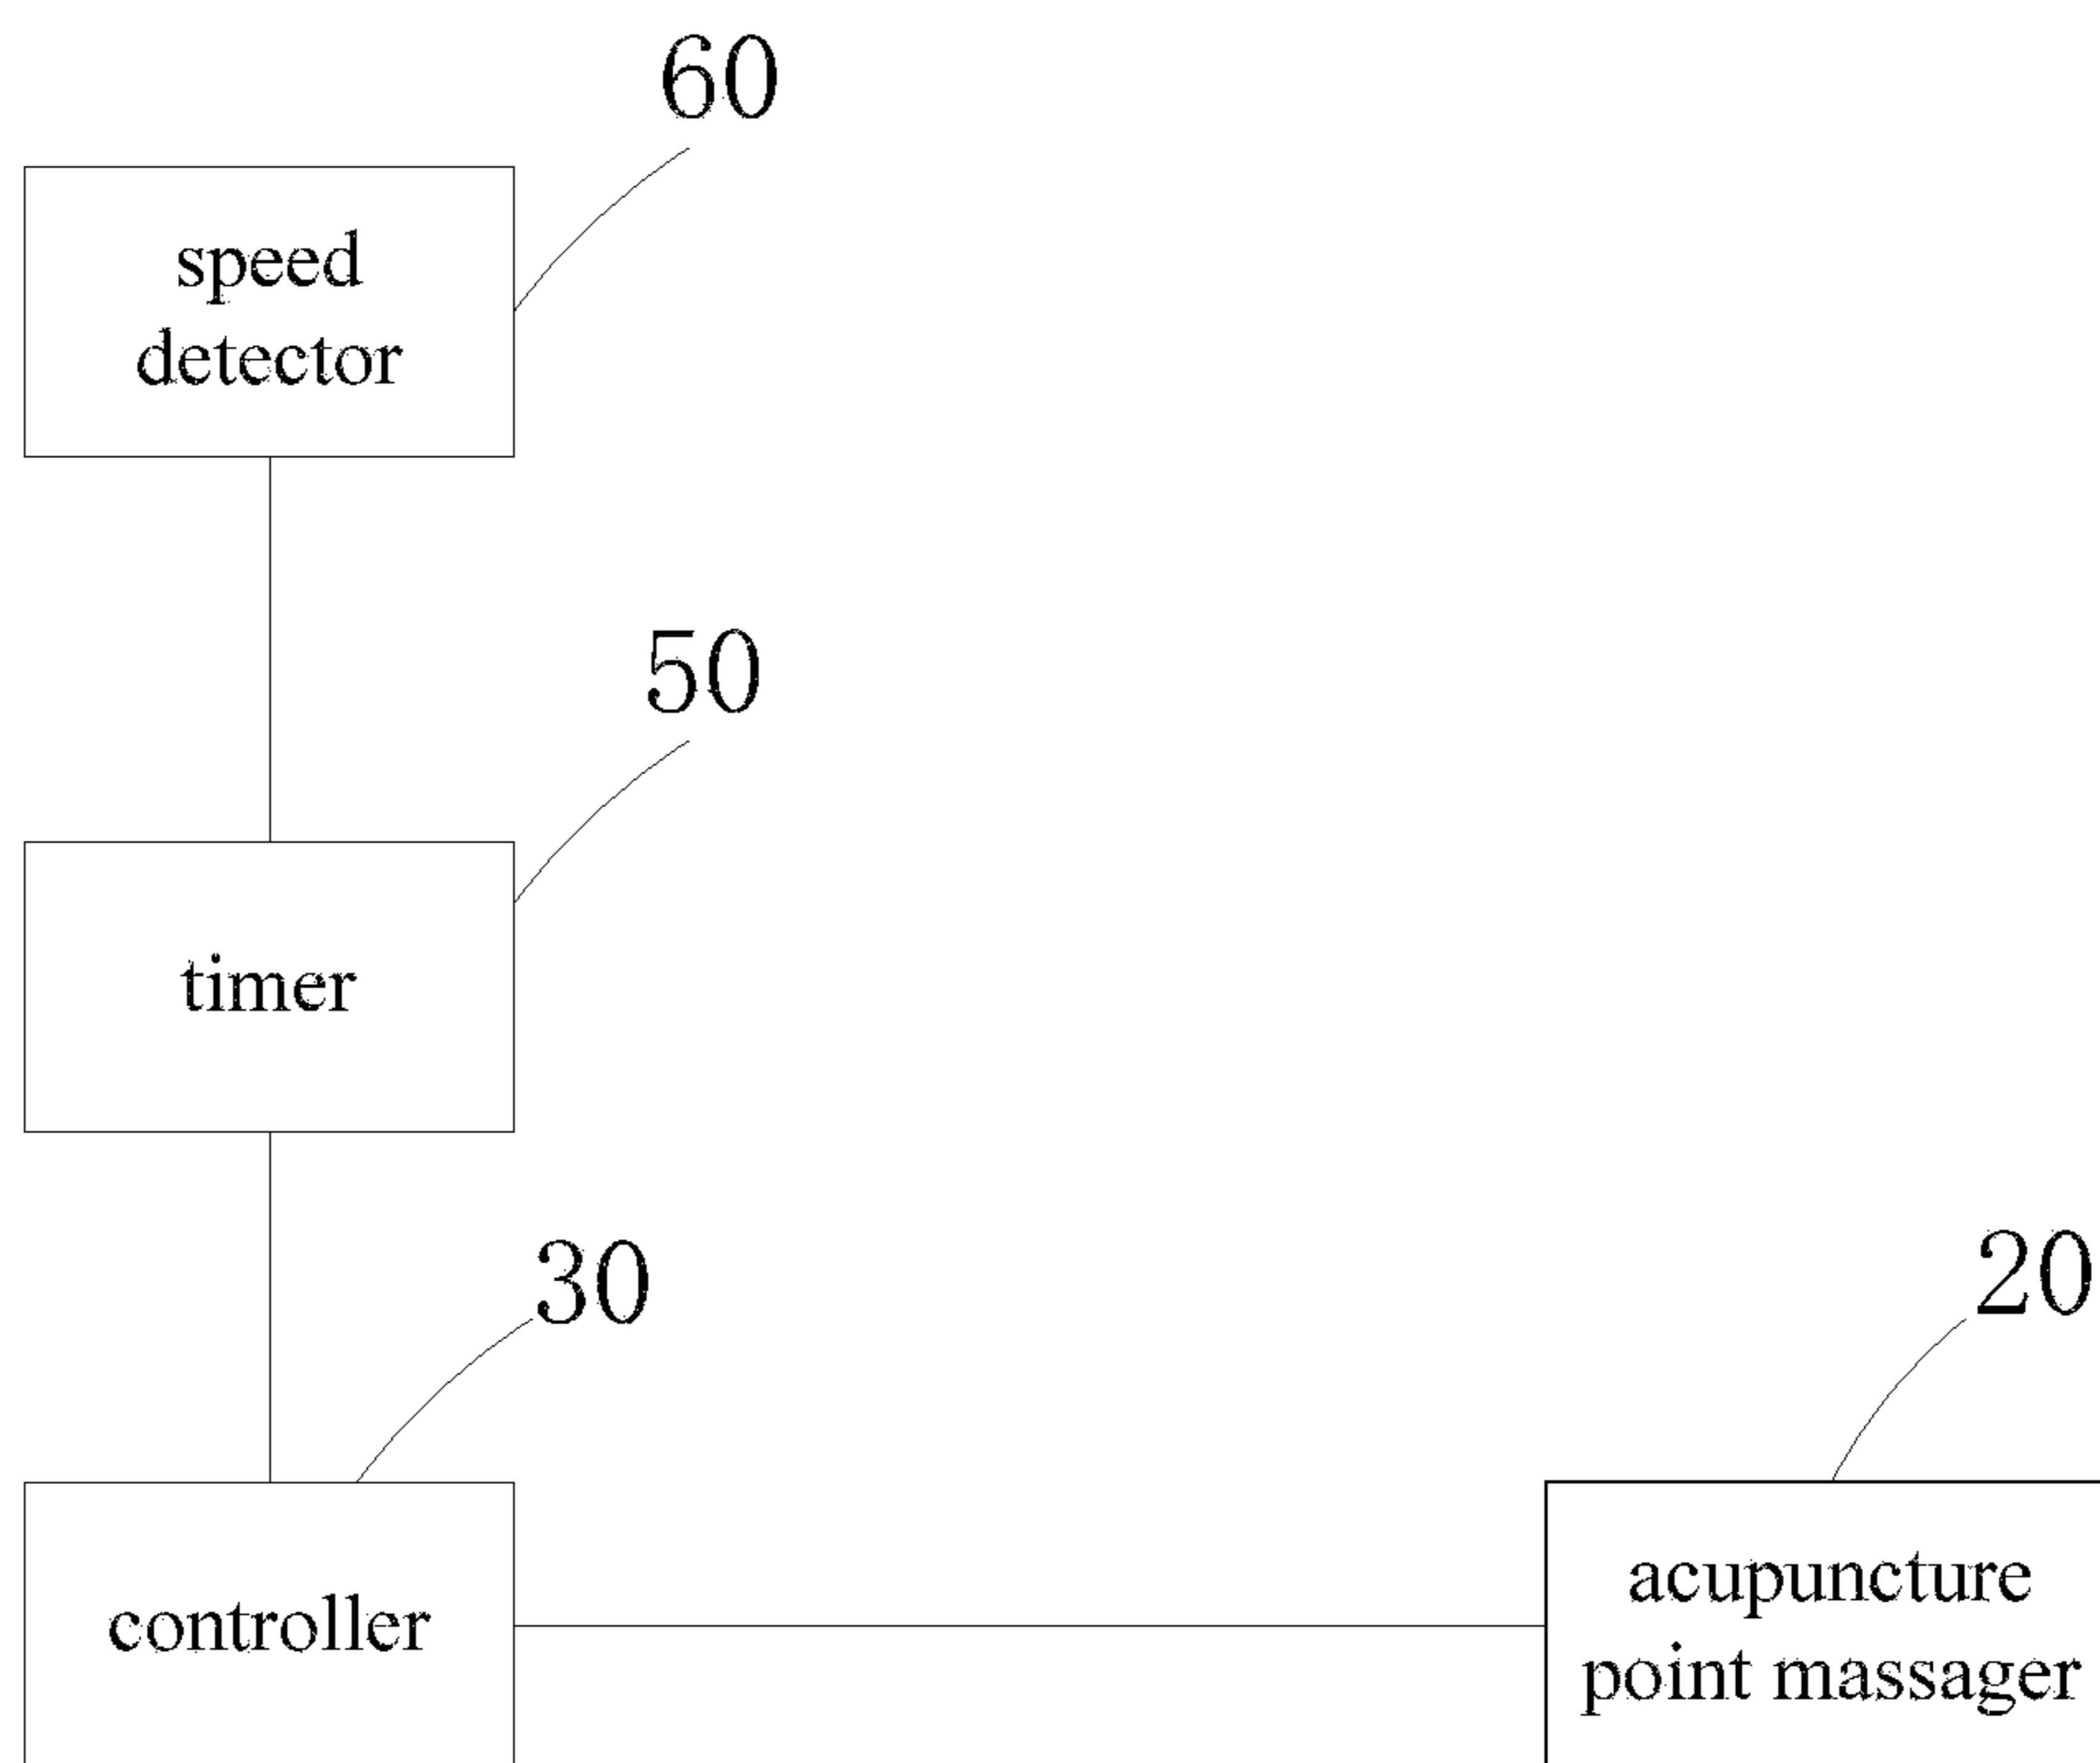 60
speed
detector
50
timer
30
20
controller
acupuncture
point massager